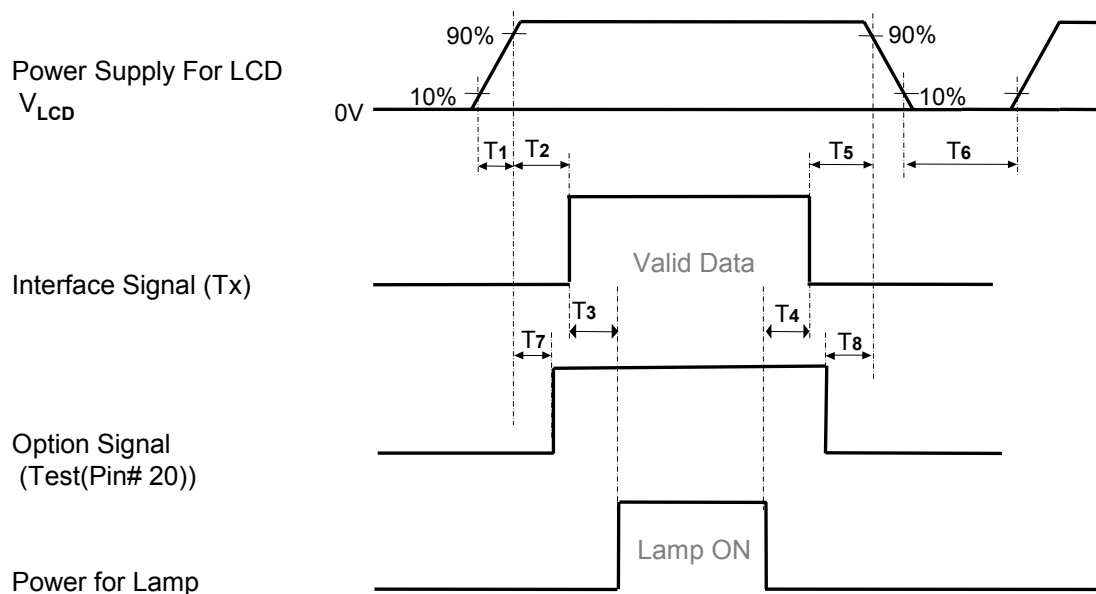 90%
90%
Power Supply For LCD
VLCD
10%
10%
0V
T1
T2
T5
T6
Valid Data
Interface Signal (Tx)
T3
T4
T7
T8
Option Signal
(Test(Pin# 20))
Lamp ON
Power for Lamp